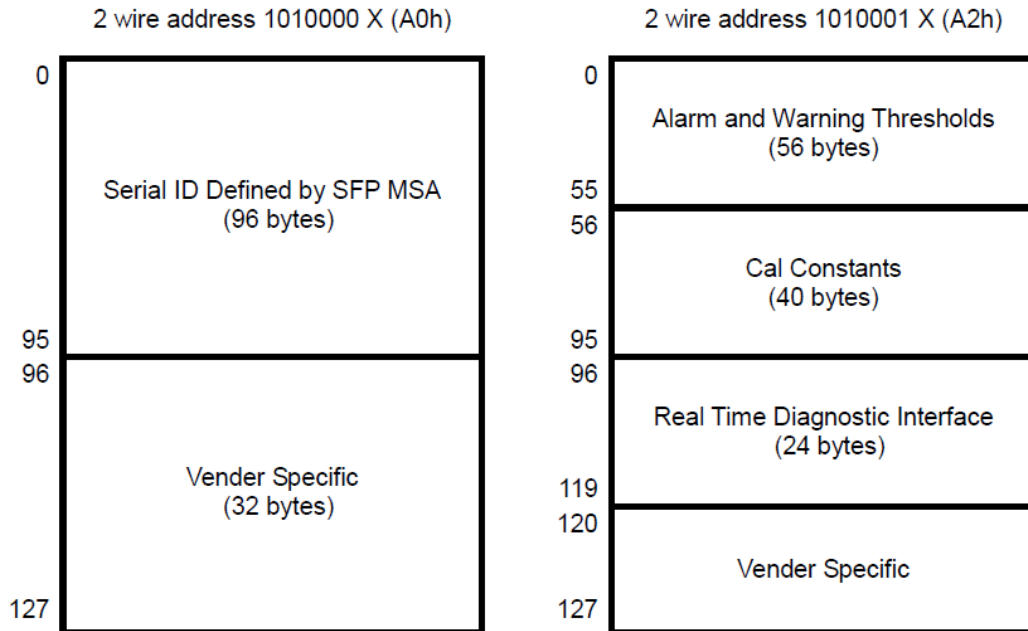 2 wire address 1010000 X (A0h)
0
Serial ID Defined by SFP MSA
(96 bytes)
95
96
Vender Specific
(32 bytes)
127
2 wire address 1010001 X (A2h)
0
Alarm and Warning Thresholds
(56 bytes)
55
56
Cal Constants
(40 bytes)
95
96
Real Time Diagnostic Interface
(24 bytes)
119
120
Vender Specific
127